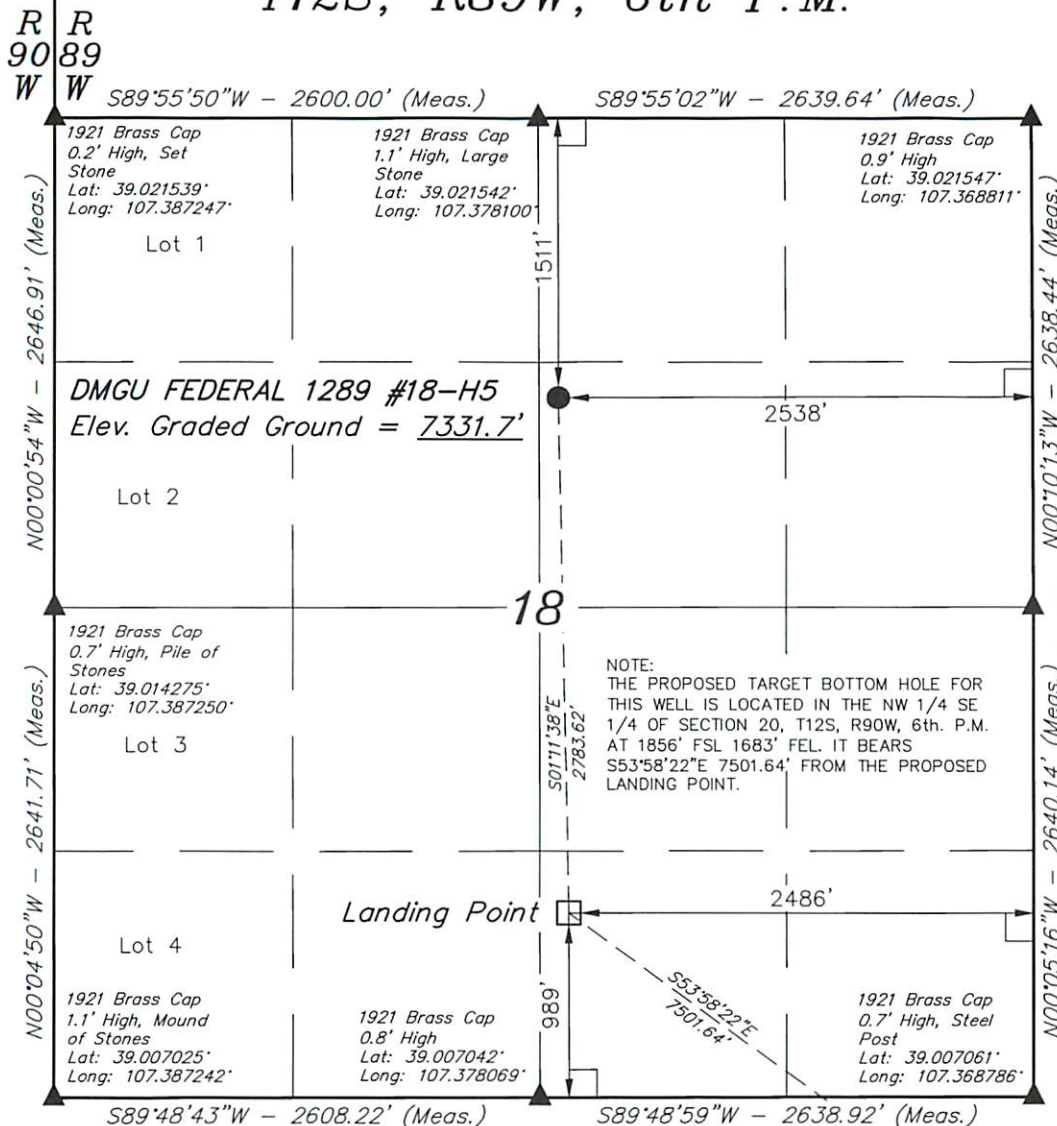 T12S, R89W, 6th P.M.
R R
90 89
W W
S89°55'50"W - 2600.00' (Meas.)
S89°55'02"W - 2639.64' (Meas.)
1921 Brass Cap
0.2' High, Set
Stone
Lat: 39.021539°
Long: 107.387247°
1921 Brass Cap
1.1' High, Large
Stone
Lat: 39.021542°
Long: 107.378100°
1921 Brass Cap
0.9' High
Lat: 39.021547°
Long: 107.368811°
Lot 1
N00°00'54"W - 2646.91' (Meas.)
1511'
N00°10'13"W - 2638.44' (Meas.)
DMGU FEDERAL 1289 #18-H5
Elev. Graded Ground = 7331.7'
2538'
Lot 2
18
1921 Brass Cap
0.7' High, Pile of
Stones
Lat: 39.014275°
Long: 107.387250°
NOTE:
THE PROPOSED TARGET BOTTOM HOLE FOR
THIS WELL IS LOCATED IN THE NW 1/4 SE
1/4 OF SECTION 20, T12S, R90W, 6th. P.M.
AT 1856' FSL 1683' FEL. IT BEARS
S53°58'22"E 7501.64' FROM THE PROPOSED
LANDING POINT.
S01°11'38"E
2783.62'
Lot 3
N00°04'50"W - 2641.71' (Meas.)
N00°05'16"W - 2640.14' (Meas.)
Landing Point
2486'
Lot 4
989'
S53°58'22"E
7501.64'
1921 Brass Cap
1.1' High, Mound
of Stones
Lat: 39.007025°
Long: 107.387242°
1921 Brass Cap
0.8' High
Lat: 39.007042°
Long: 107.378069°
1921 Brass Cap
0.7' High, Steel
Post
Lat: 39.007061°
Long: 107.368786°
S89°48'43"W - 2608.22' (Meas.)
S89°48'59"W - 2638.92' (Meas.)